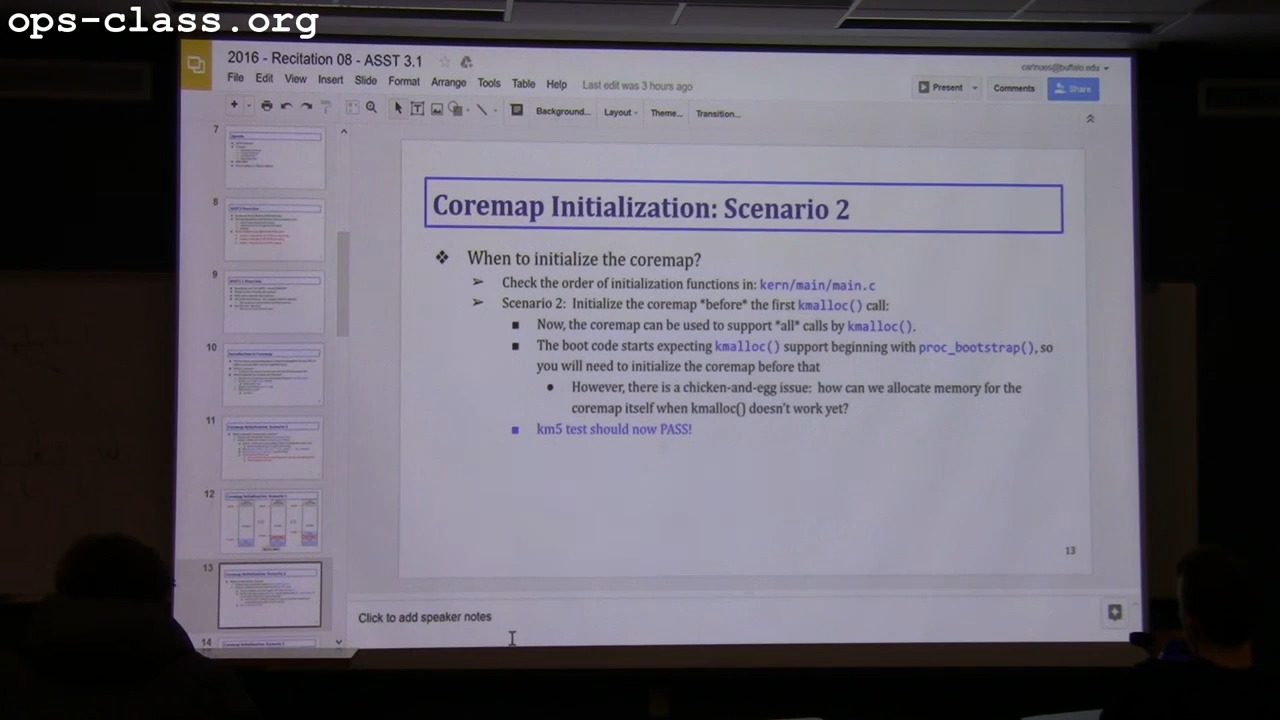 ops-class.org
2016 - Recitation 08 - ASST 3.1
carlnues@buffalo.edu
File Edit View Insert Slide Format Arrange Tools Table Help Last edit was 3 hours ago
Present Comments Share
Background... Layout Theme... Transition...
7
8
9
10
11
12
13
14
Coremap Initialization: Scenario 2
❖ When to initialize the coremap?
➢ Check the order of initialization functions in: kern/main/main.c
➢ Scenario 2: Initialize the coremap *before* the first kmalloc() call:
■ Now, the coremap can be used to support *all* calls by kmalloc().
■ The boot code starts expecting kmalloc() support beginning with proc_bootstrap(), so
you will need to initialize the coremap before that
● However, there is a chicken-and-egg issue: how can we allocate memory for the
coremap itself when kmalloc() doesn't work yet?
■ km5 test should now PASS!
13
Click to add speaker notes